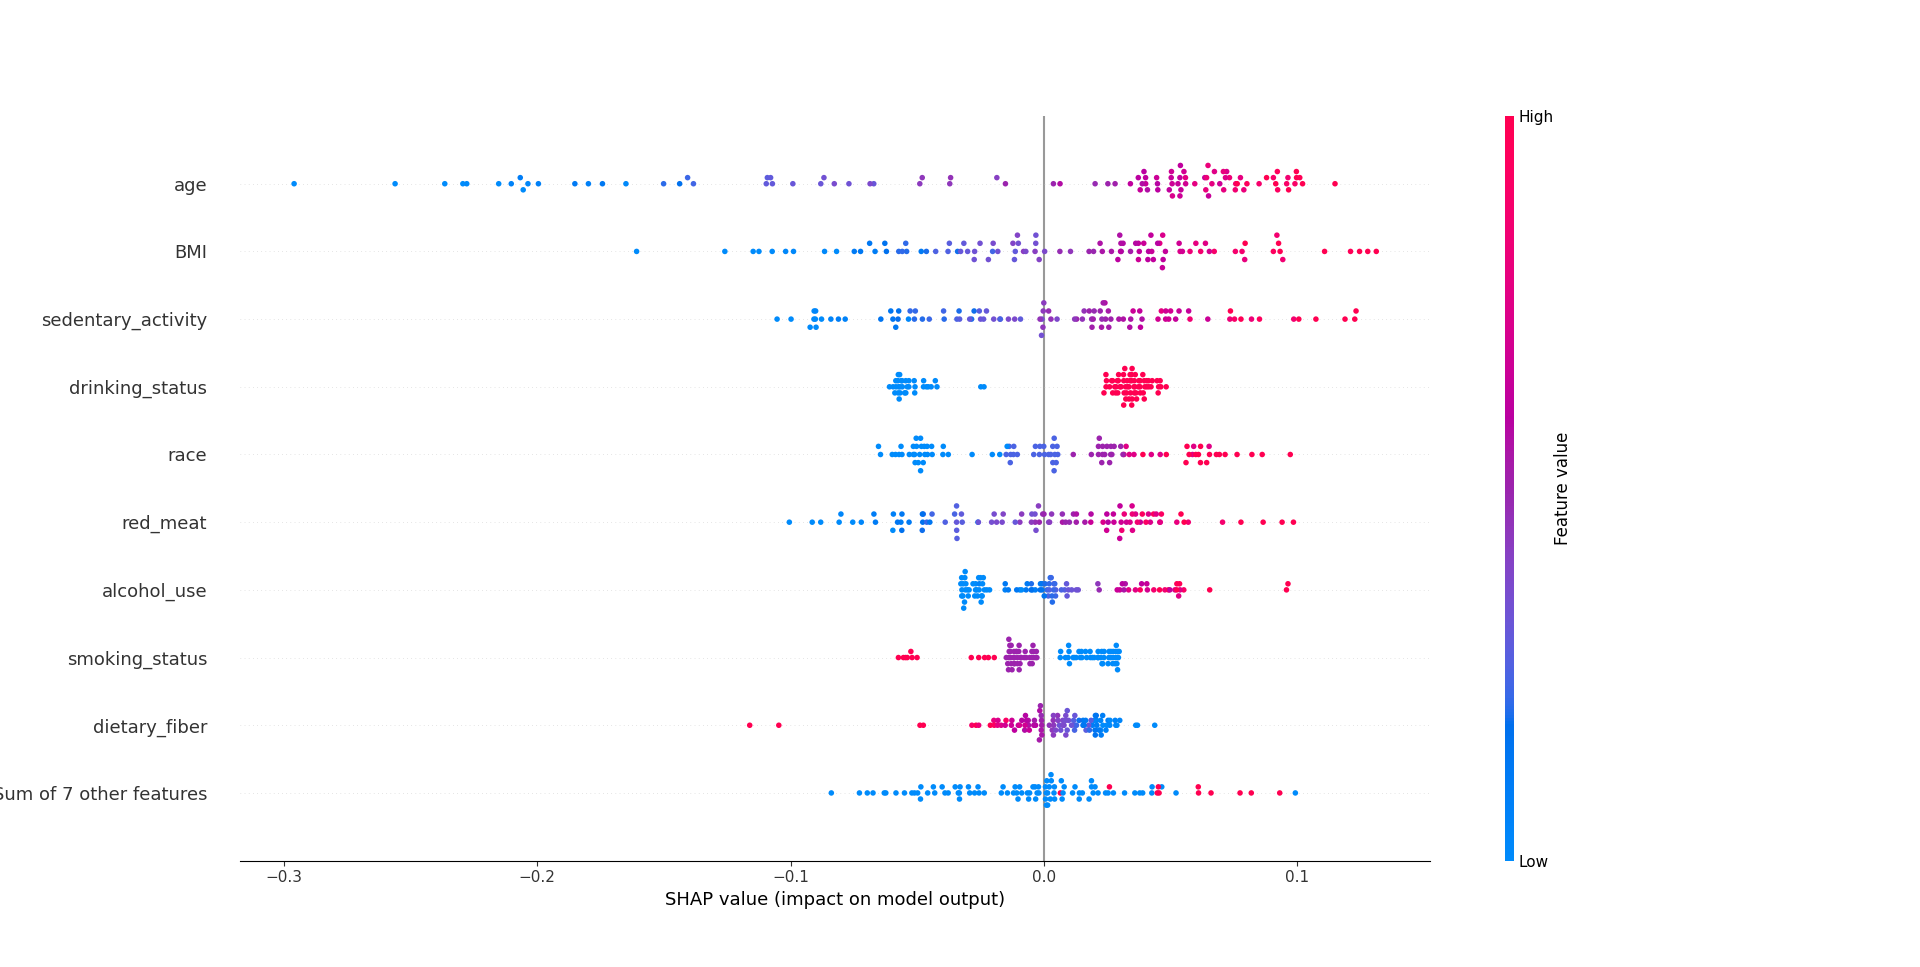 High
age
BMI
sedentary_activity
drinking_status
race
red_meat
alcohol_use
smoking_status
dietary_fiber
Sum of 7 other features
Feature value
Low
−0.3 −0.2 −0.1 0.0 0.1
SHAP value (impact on model output)